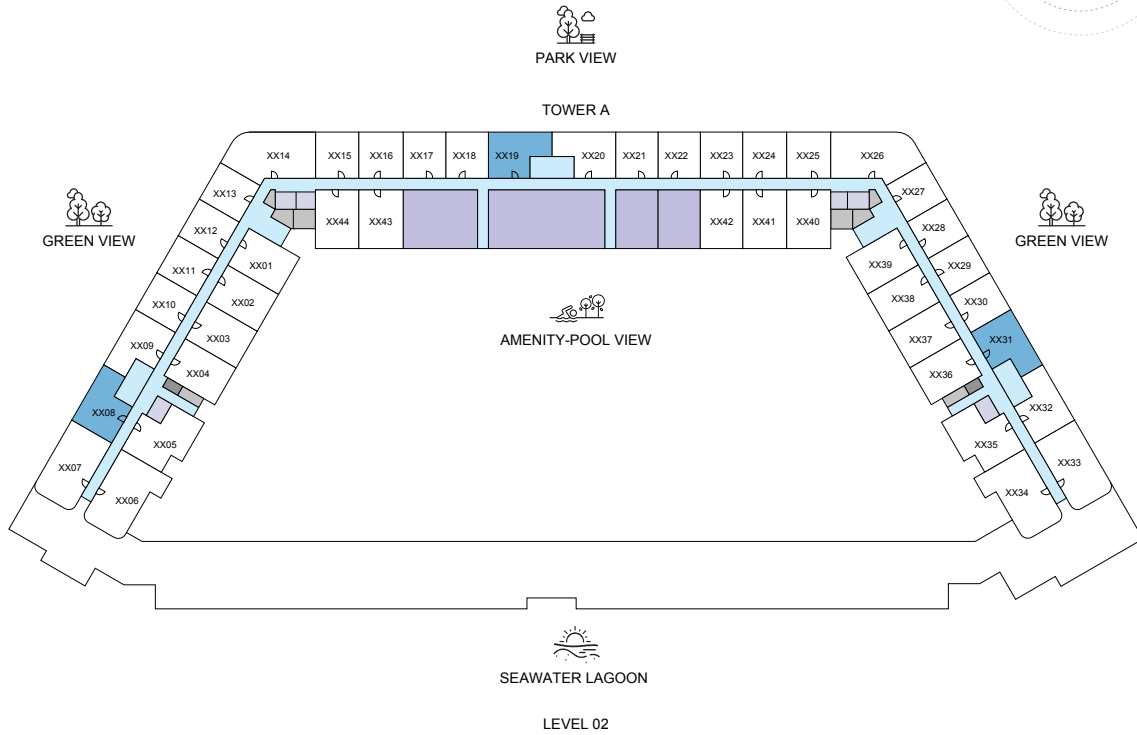 PARK VIEW
TOWER A
XX14
XX15
XX16
XX17
XX18
XX19
XX20
XX21
XX22
XX23
XX24
XX25
XX26
XX13
XX27
XX12
XX44
XX43
XX42
XX41
XX40
XX28
GREEN VIEW
GREEN VIEW
XX11
XX01
XX39
XX29
XX10
XX02
XX38
XX30
XX09
XX03
AMENITY-POOL VIEW
XX37
XX31
XX04
XX36
XX08
XX32
XX05
XX35
XX07
XX33
XX06
XX34
SEAWATER LAGOON
LEVEL 02